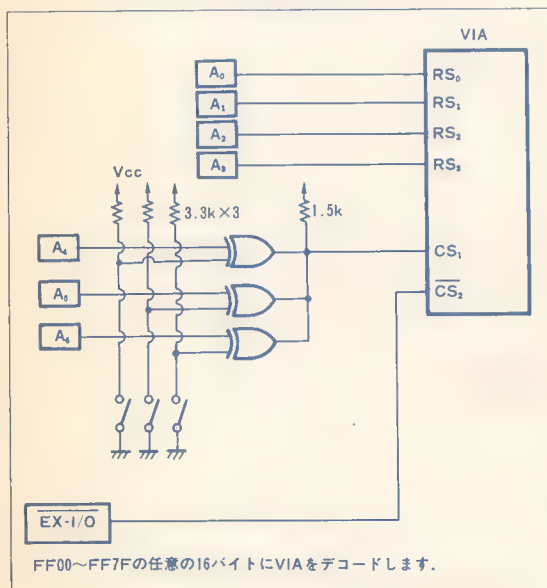 VIA
A₀
RS₀
A₁
RS₁
A₂
RS₂
A₃
RS₃
Vcc
3.3k×3
1.5k
A₄
CS₁
A₅
C̅S̅₂̅
A₆
E̅X̅-̅I̅/̅O̅
FF00〜FF7Fの任意の16バイトにVIAをデコードします.